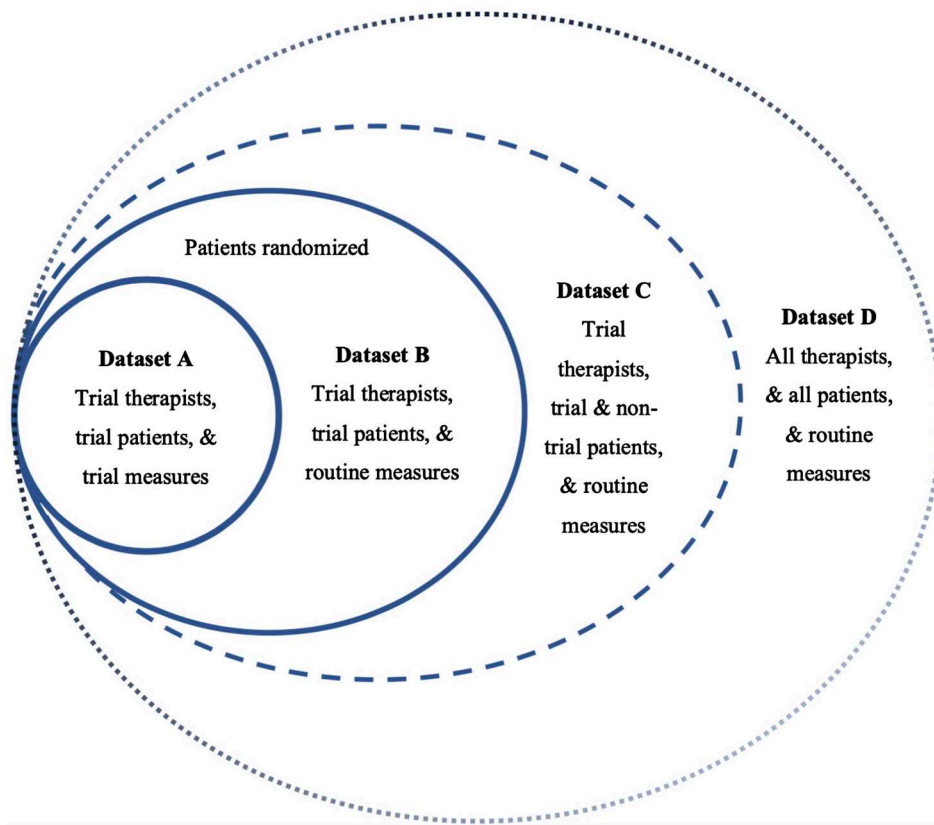 Patients randomized
Dataset A
Trial therapists,
trial patients, &
trial measures
Dataset B
Trial therapists,
trial patients, &
routine measures
Dataset C
Trial
therapists,
trial & non-
trial patients,
& routine
measures
Dataset D
All therapists,
& all patients,
& routine
measures